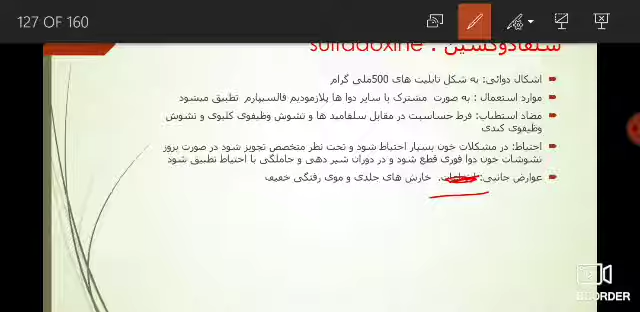 127 OF 160
سلفادوکسین : sulfadoxine
اشکال دوائی: به شکل تابلیت های 500ملی گرام
موارد استعمال : به صورت مشترک با سایر دوا ها پلازمودیم فالسیپارم تطبیق میشود
مضاد استطباب: فرط حساسیت در مقابل سلفامید ها و تشوش وظیفوی کلیوی و تشوش
وظیفوی کبدی
احتیاط: در مشکلات خون بسیار احتیاط شود و تحت نظر متخصص تجویز شود در صورت بروز
تشوشات خون دوا فوری قطع شود و در دوران شیر دهی و حاملگی با احتیاط تطبیق شود
عوارض جانبی: خارش های جلدی و موی رفتگی خفیف
RECORDER